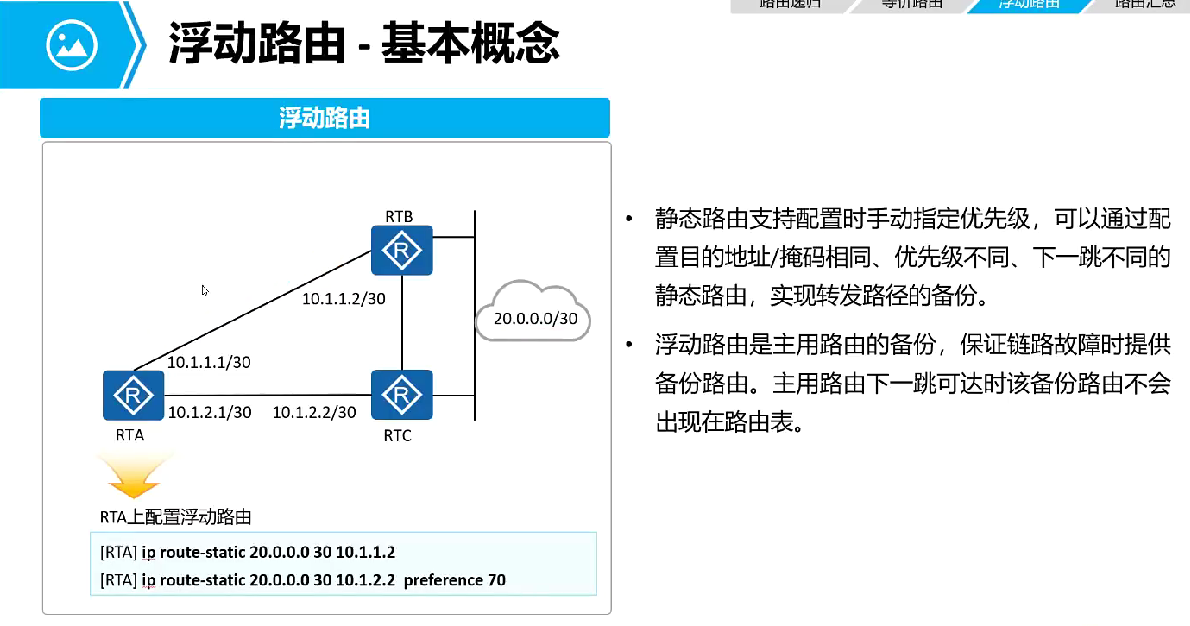 路由递归
等价路由
浮动路由
路由汇总
浮动路由 - 基本概念
浮动路由
RTB
10.1.1.2/30
20.0.0.0/30
10.1.1.1/30
10.1.2.1/30
10.1.2.2/30
RTA
RTC
RTA上配置浮动路由
[RTA] ip route-static 20.0.0.0 30 10.1.1.2
[RTA] ip route-static 20.0.0.0 30 10.1.2.2 preference 70
• 静态路由支持配置时手动指定优先级，可以通过配
置目的地址/掩码相同、优先级不同、下一跳不同的
静态路由，实现转发路径的备份。
• 浮动路由是主用路由的备份，保证链路故障时提供
备份路由。主用路由下一跳可达时该备份路由不会
出现在路由表。